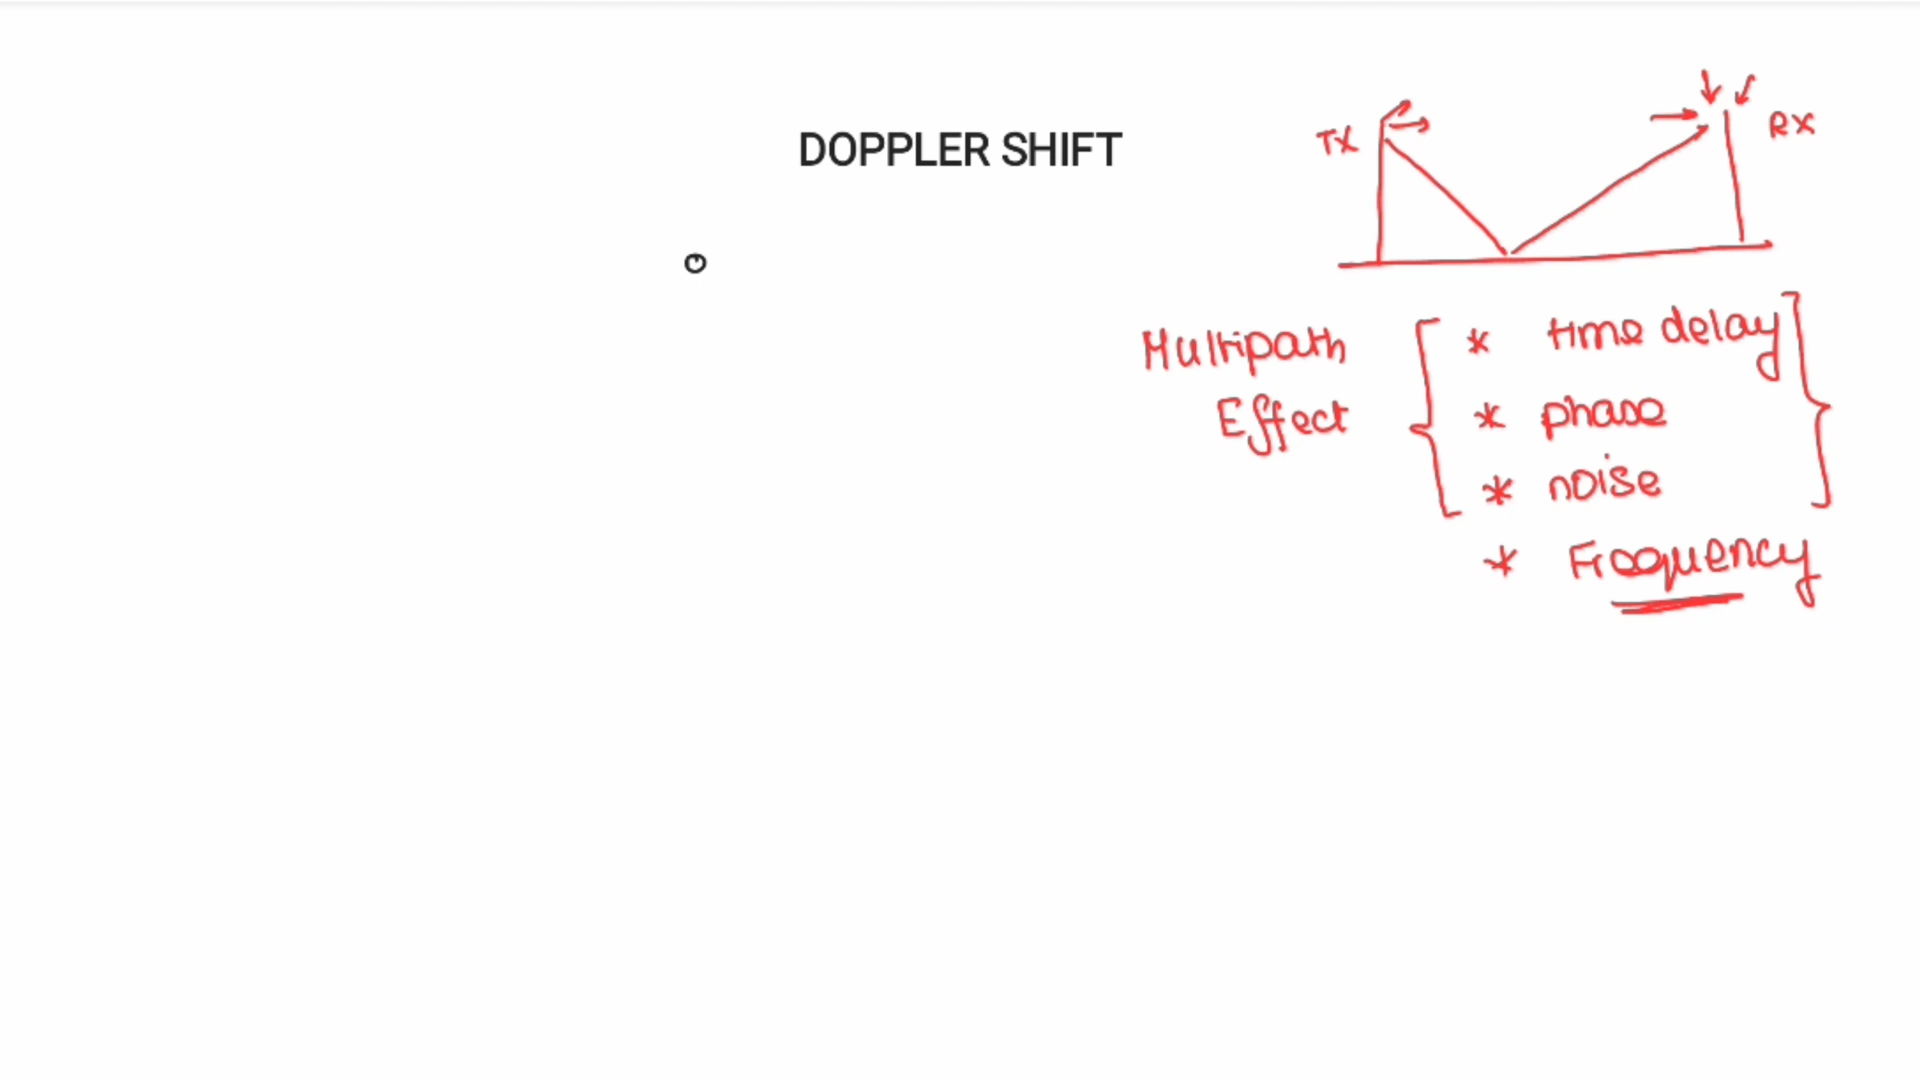 DOPPLER SHIFT
TX
RX
Multipath
Effect
* time delay
* phase
* noise
* Frequency